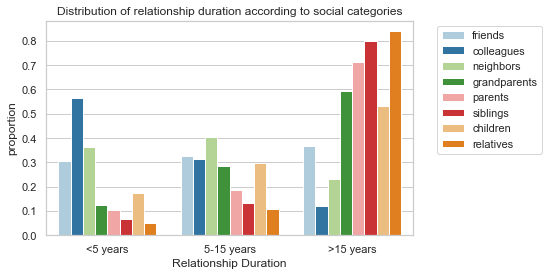 Distribution of relationship duration according to social categories
proportion
0.8
0.7
0.6
0.5
0.4
0.3
0.2
0.1
0.0
<5 years
5-15 years
>15 years
Relationship Duration
friends
colleagues
neighbors
grandparents
parents
siblings
children
relatives